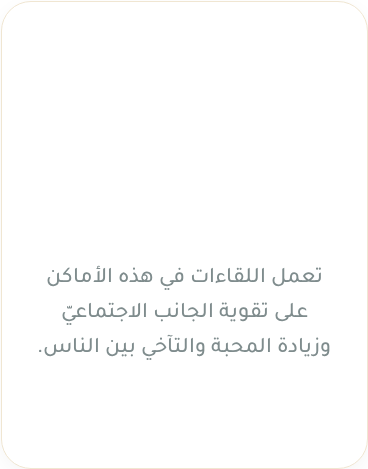 تعمل اللقاءات في هذه الأماكن
على تقوية الجانب الاجتماعيّ
وزيادة المحبة والتآخي بين الناس.